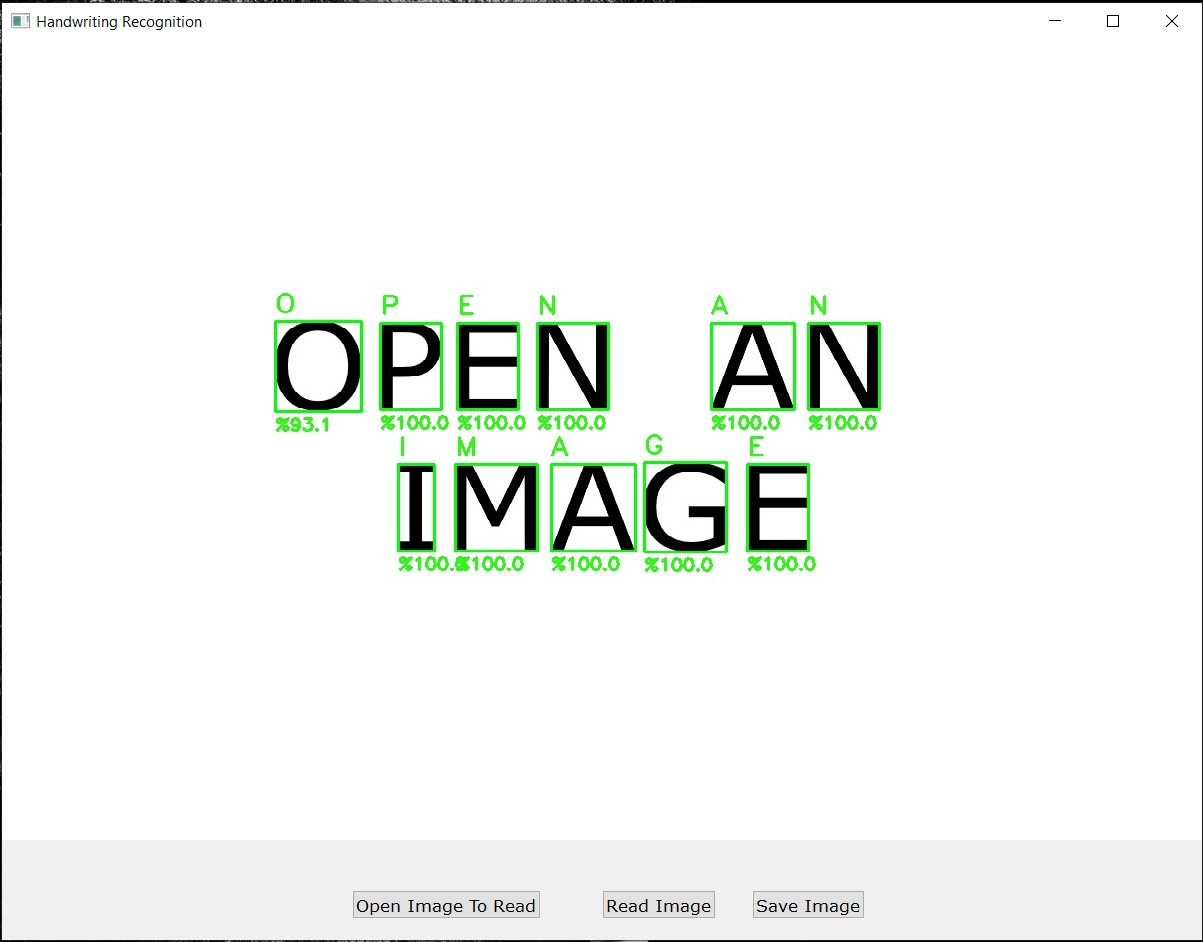 Handwriting Recognition
O P E N A N
OPEN AN
%93.1 %100.0 %100.0 %100.0 %100.0 %100.0
I M A G E
IMAGE
%100.0 %100.0 %100.0 %100.0 %100.0
Open Image To Read Read Image Save Image